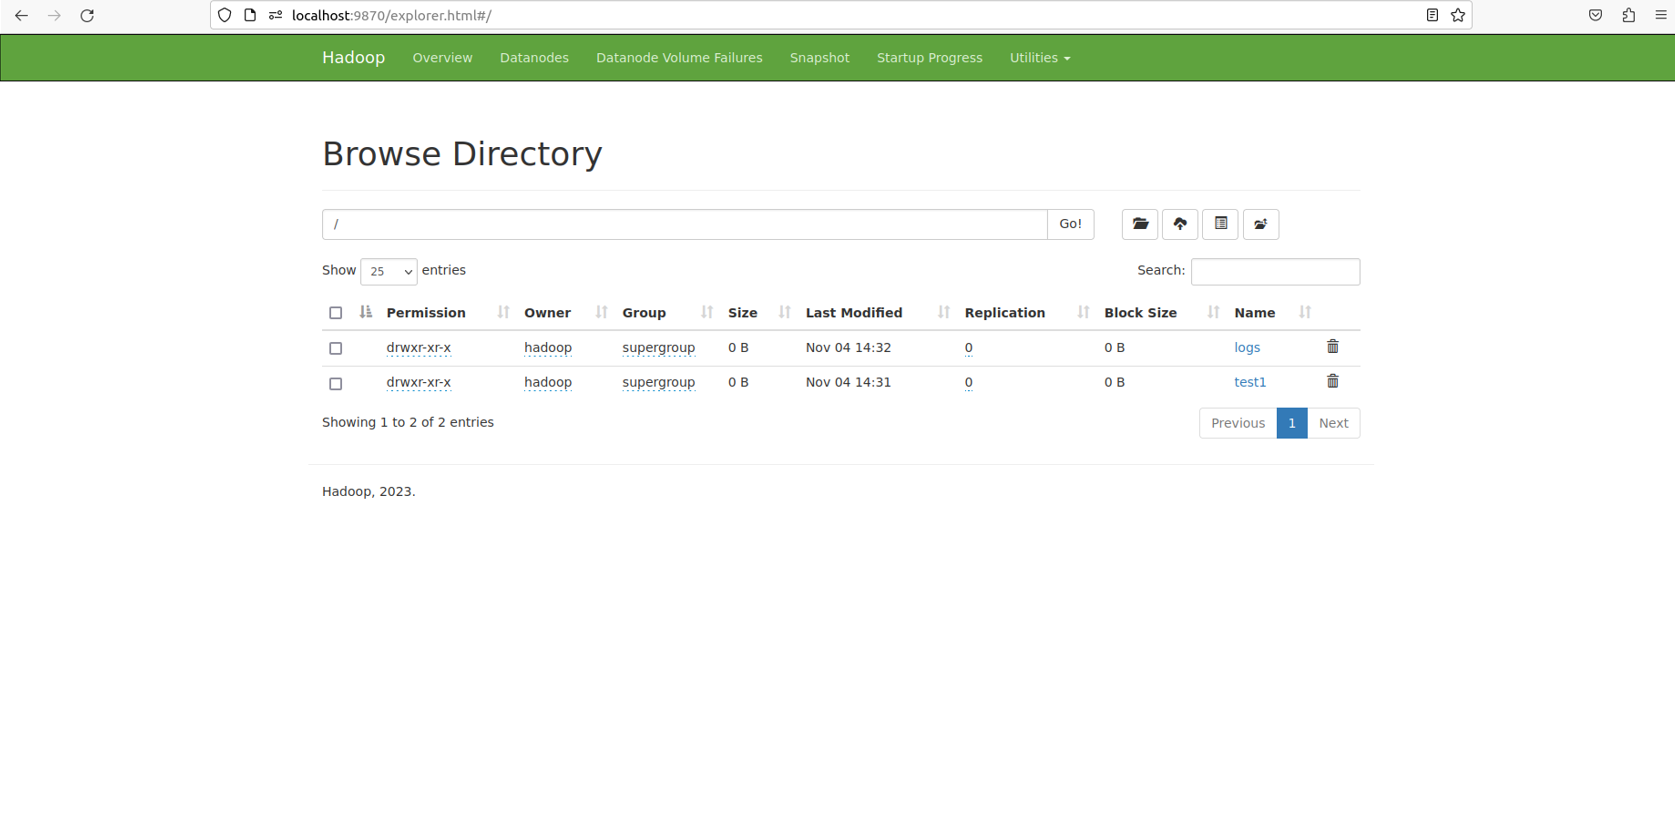 localhost:9870/explorer.html#/
Hadoop Overview Datanodes Datanode Volume Failures Snapshot Startup Progress Utilities
Browse Directory
/ Go!
Show 25 entries Search:
Permission Owner Group Size Last Modified Replication Block Size Name
drwxr-xr-x hadoop supergroup 0 B Nov 04 14:32 0 0 B logs
drwxr-xr-x hadoop supergroup 0 B Nov 04 14:31 0 0 B test1
Showing 1 to 2 of 2 entries Previous 1 Next
Hadoop, 2023.